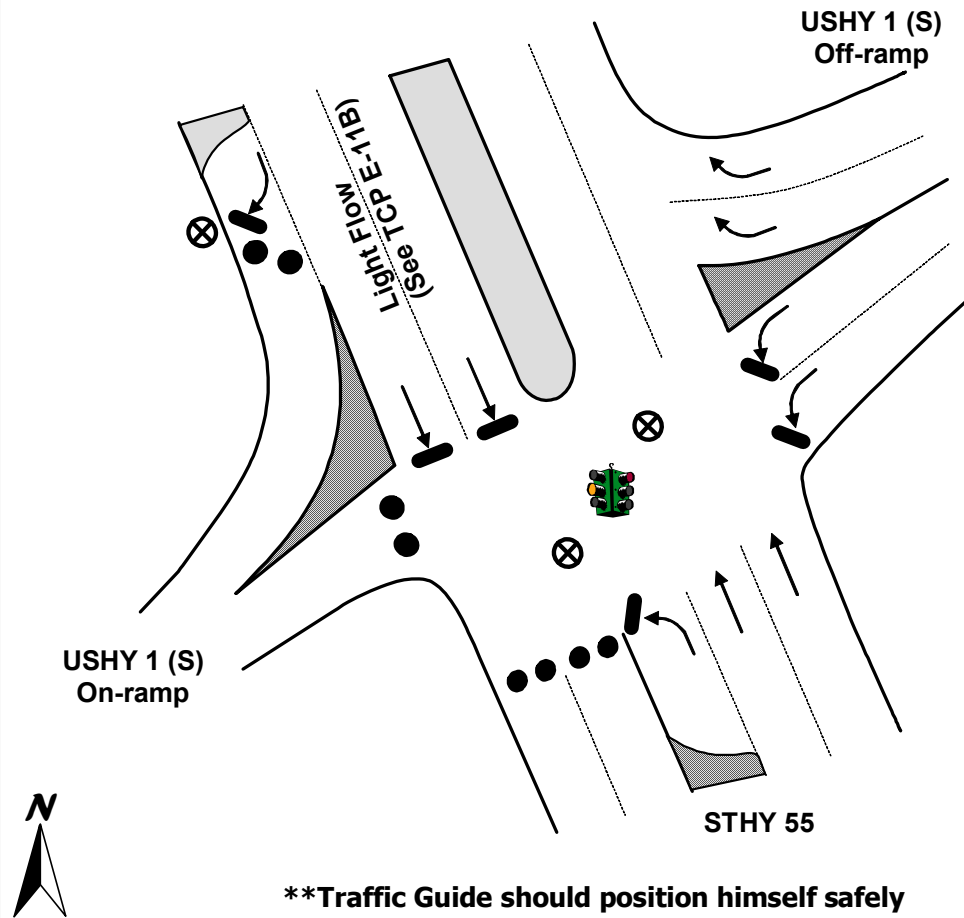 USHY 1 (S)
Off-ramp
Light Flow
(See TCP E-11B)
USHY 1 (S)
On-ramp
STHY 55
N
**Traffic Guide should position himself safely